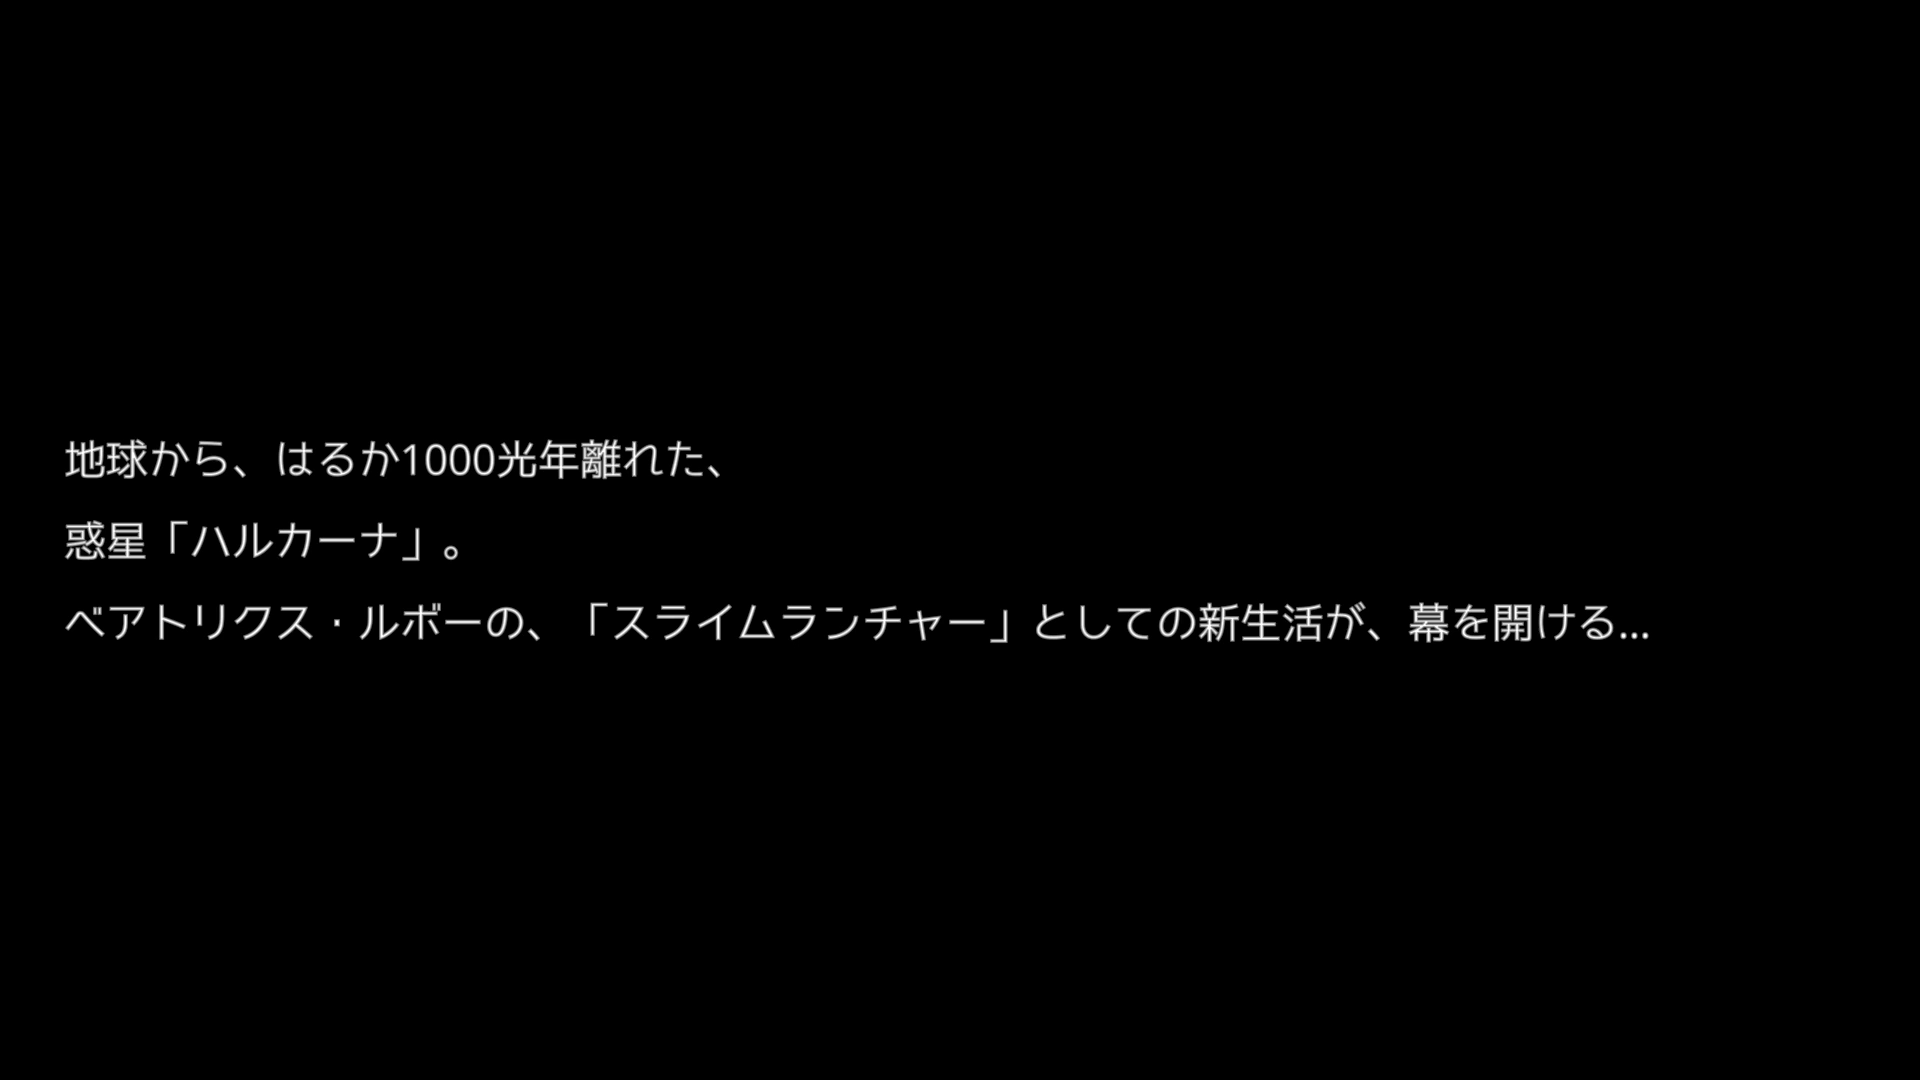 地球から、はるか1000光年離れた、
惑星「ハルカーナ」。
ベアトリクス・ルボーの、「スライムランチャー」としての新生活が、幕を開ける...